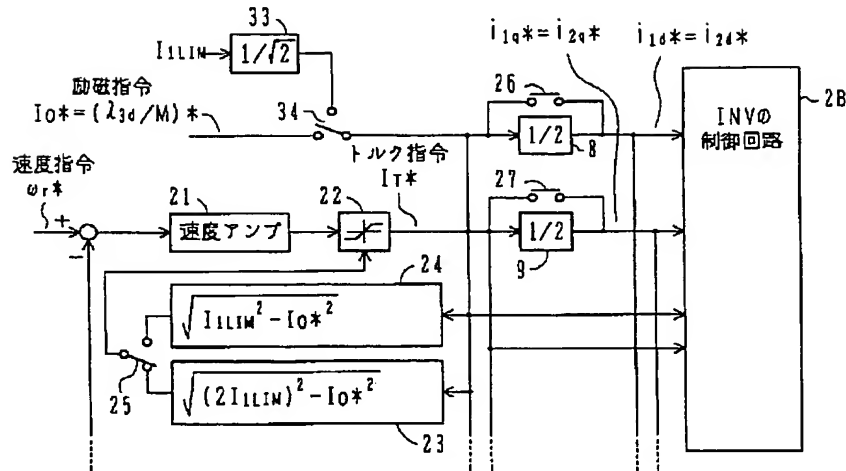 33
I1LIM
1/√2
i1q*=i2q*
i1d*=i2d*
励磁指令
I0*=(λ3d/M)*
34
26
1/2
8
INVの
制御回路
2B
速度指令
ωr*
+
-
21
速度アンプ
22
トルク指令
IT*
27
1/2
9
24
√I1LIM²-I0*²
25
√(2I1LIM)²-I0*²
23